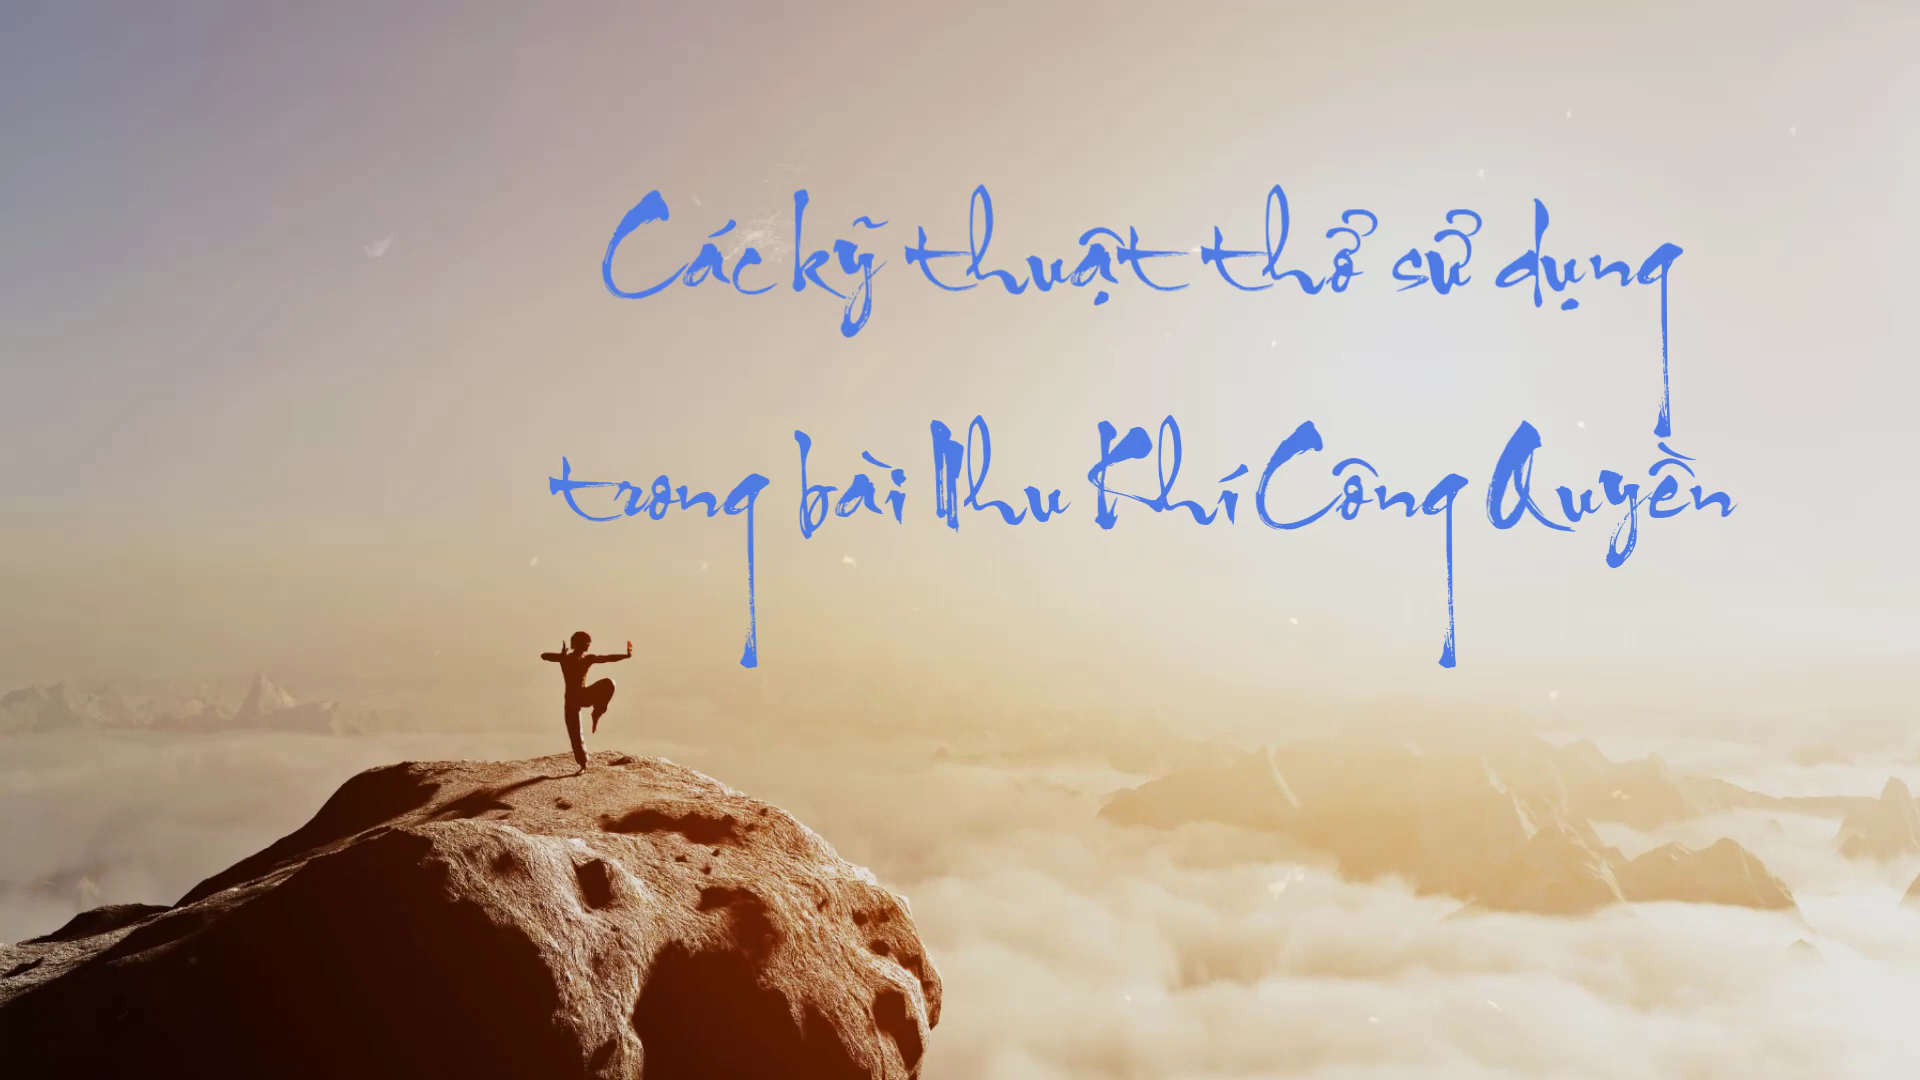 Các kỹ thuật thở sử dụng
trong bài Nhu Khí Công Quyền